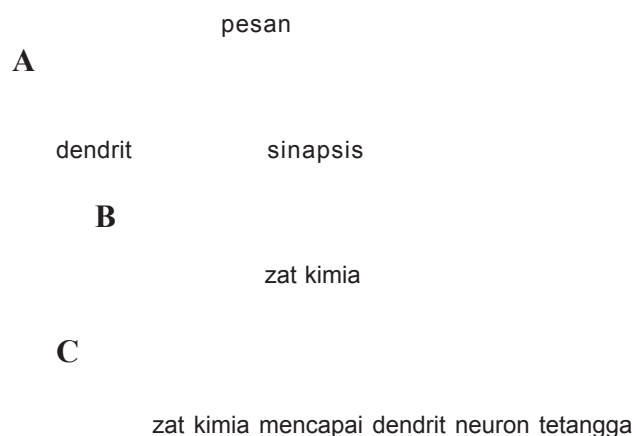 pesan
A
dendrit sinapsis
B
zat kimia
C
zat kimia mencapai dendrit neuron tetangga